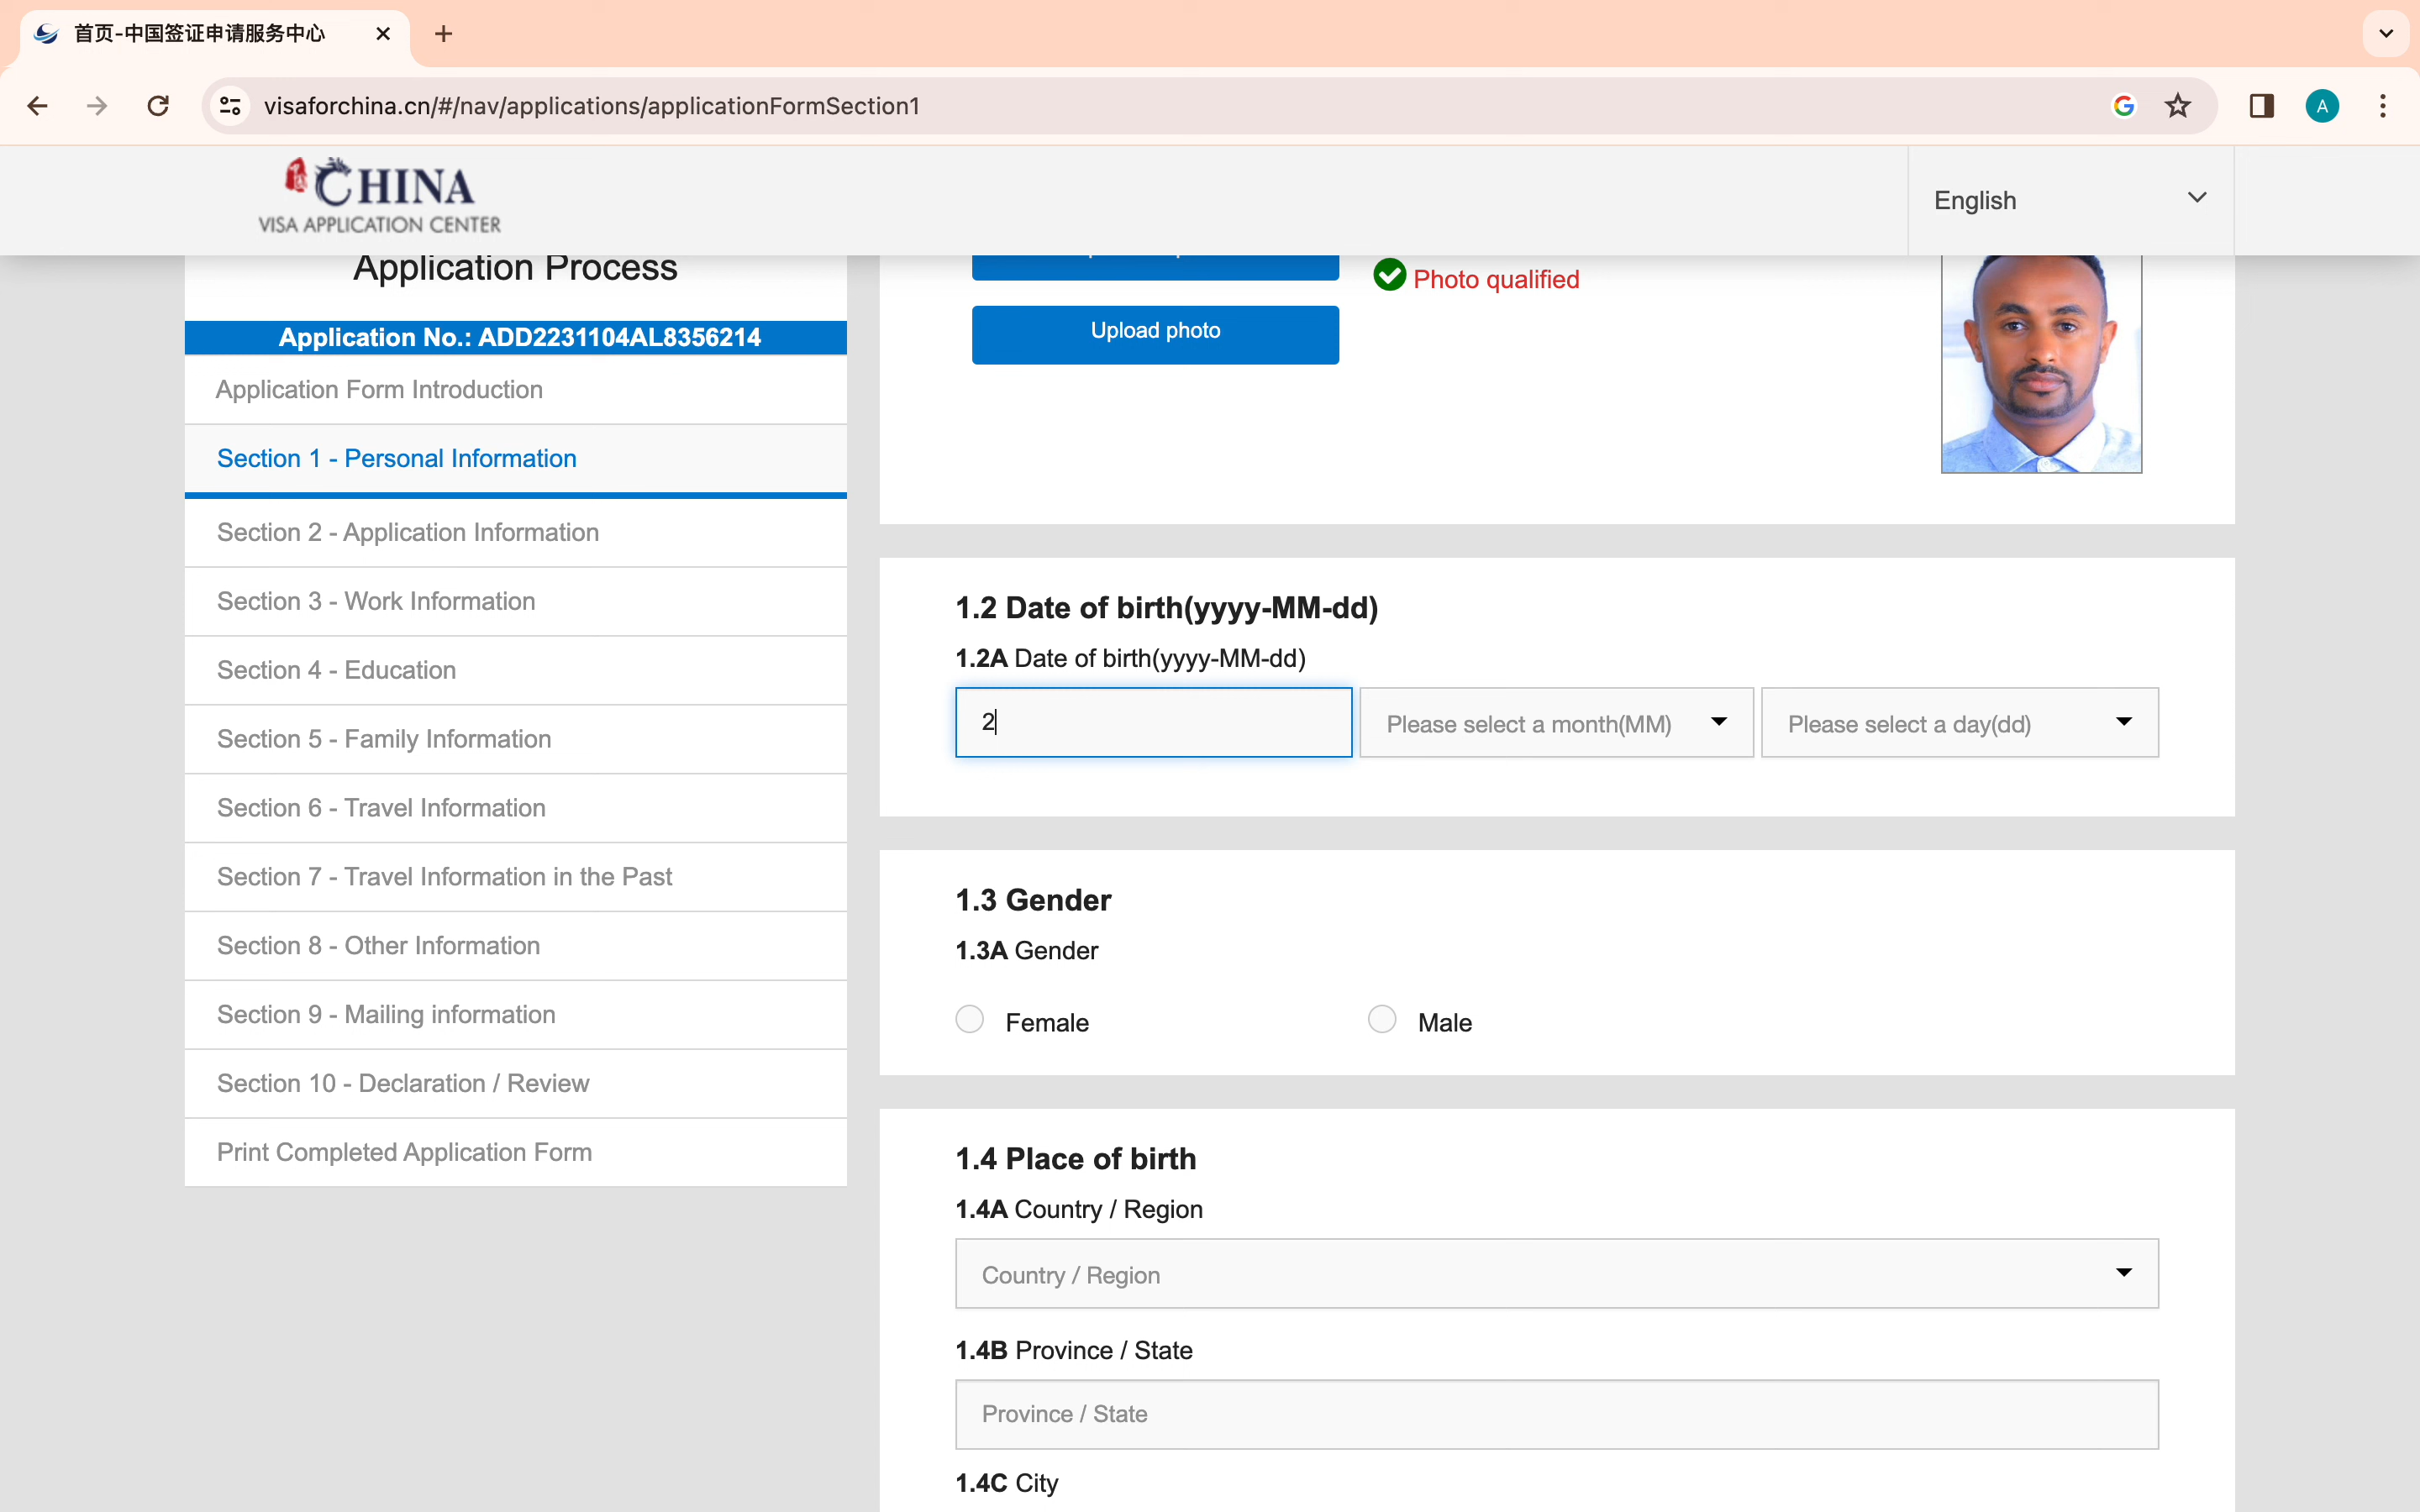 首页-中国签证申请服务中心
visaforchina.cn/#/nav/applications/applicationFormSection1
A
CHINA
VISA APPLICATION CENTER
English
Application Process
Application No.: ADD2231104AL8356214
Application Form Introduction
Section 1 - Personal Information
Section 2 - Application Information
Section 3 - Work Information
Section 4 - Education
Section 5 - Family Information
Section 6 - Travel Information
Section 7 - Travel Information in the Past
Section 8 - Other Information
Section 9 - Mailing information
Section 10 - Declaration / Review
Print Completed Application Form
Photo qualified
Upload photo
1.2 Date of birth(yyyy-MM-dd)
1.2A Date of birth(yyyy-MM-dd)
2
Please select a month(MM)
Please select a day(dd)
1.3 Gender
1.3A Gender
Female
Male
1.4 Place of birth
1.4A Country / Region
Country / Region
1.4B Province / State
Province / State
1.4C City